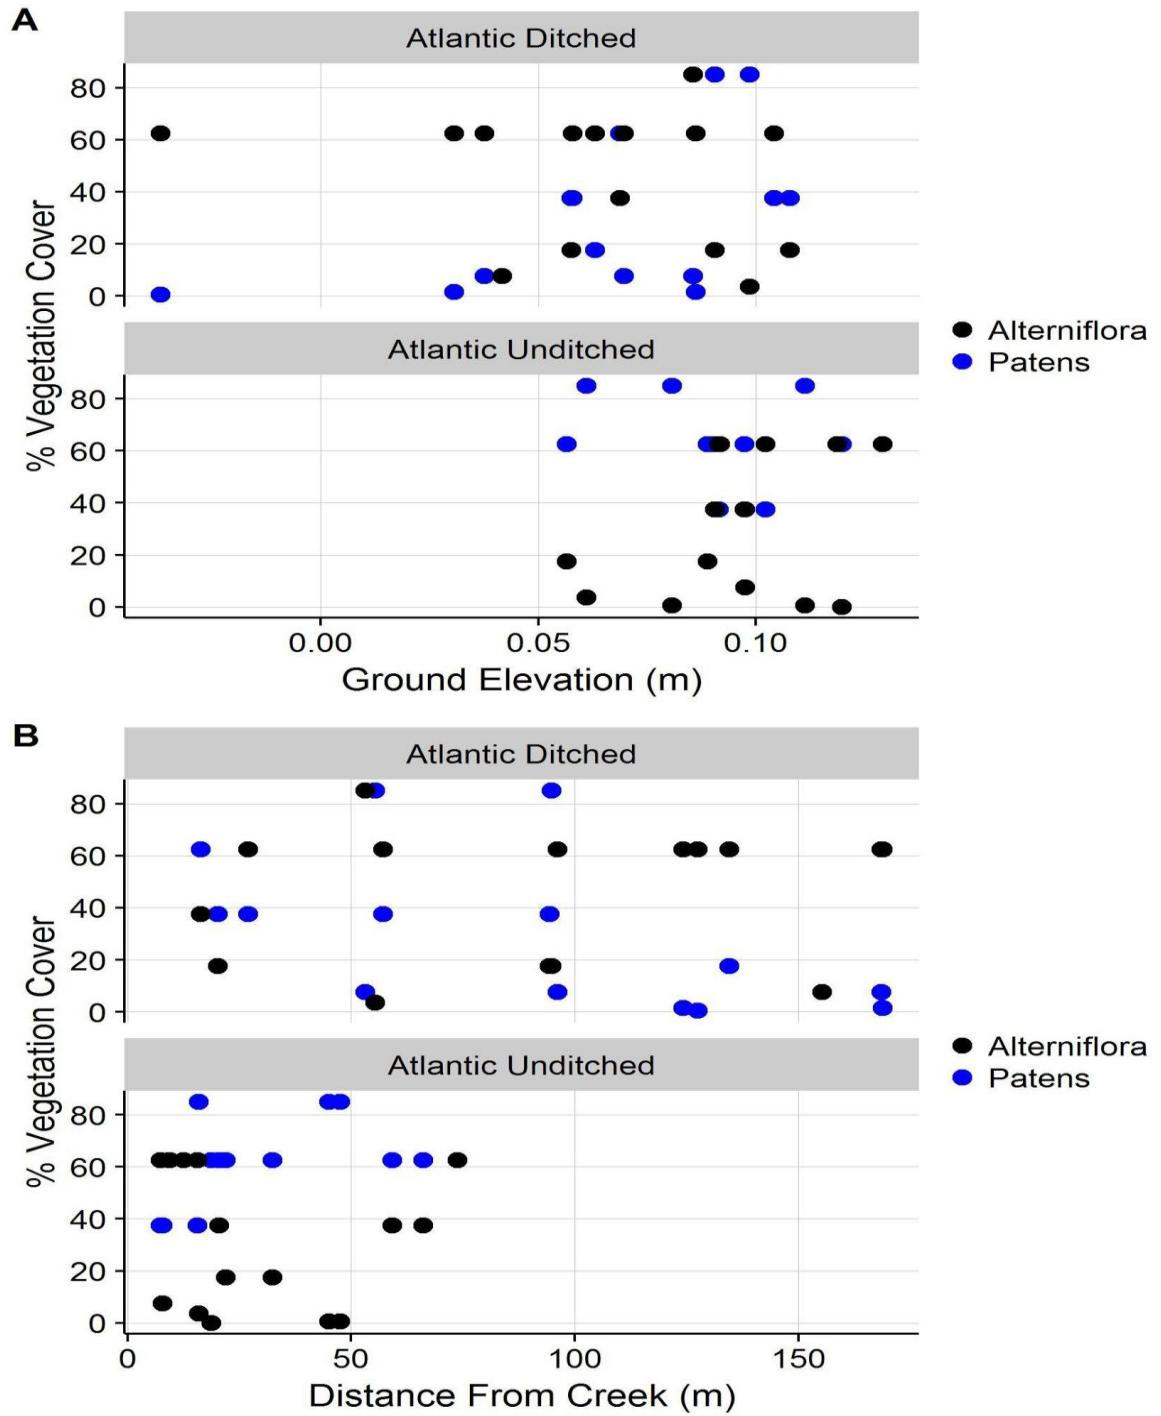 A
Atlantic Ditched
80
60
40
20
0
Atlantic Unditched
80
60
40
20
0
% Vegetation Cover
0.00 0.05 0.10
Ground Elevation (m)
Alterniflora
Patens
B
Atlantic Ditched
80
60
40
20
0
Atlantic Unditched
80
60
40
20
0
% Vegetation Cover
0 50 100 150
Distance From Creek (m)
Alterniflora
Patens